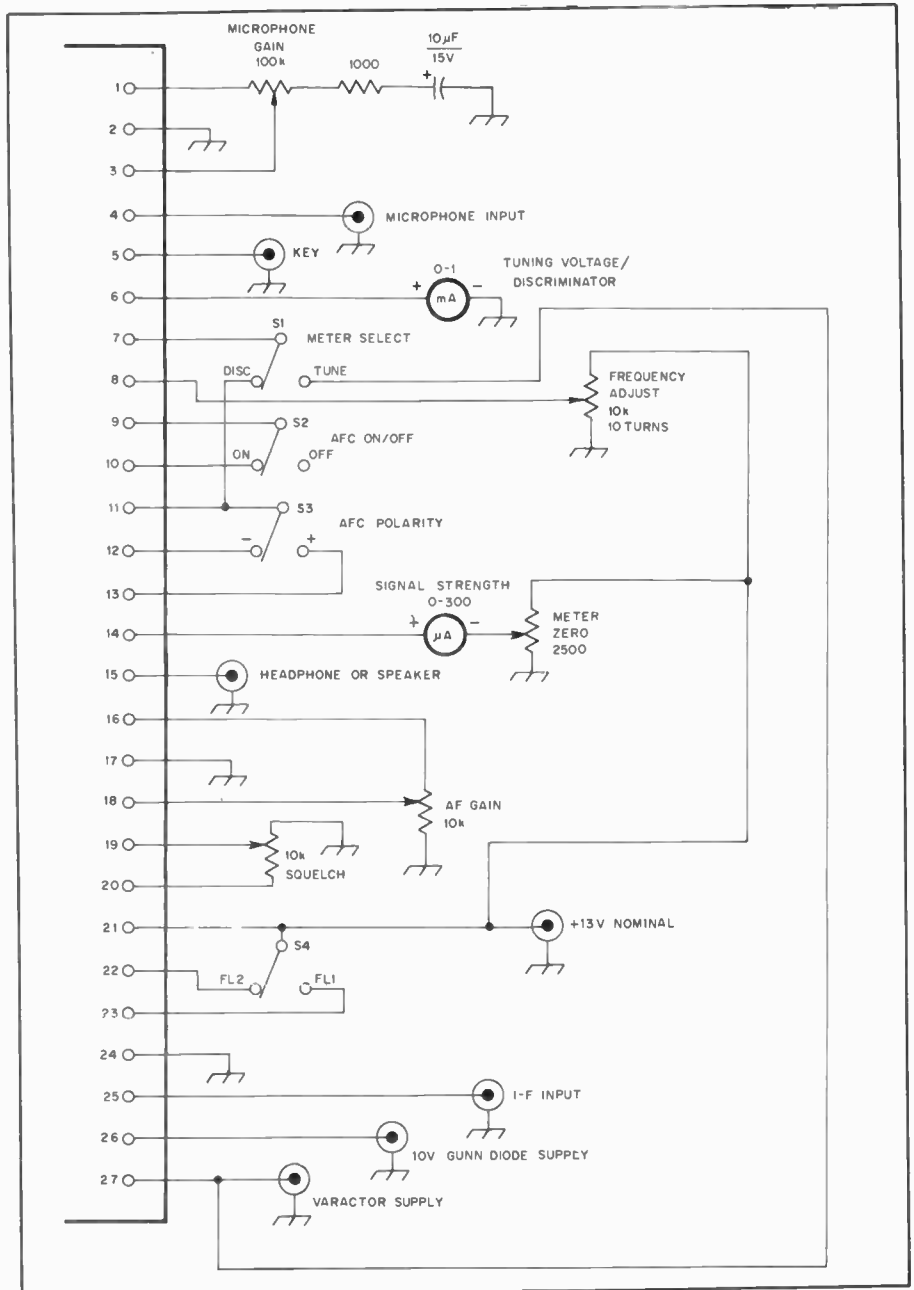 MICROPHONE
GAIN
100k
1000
10µF
15V
+
1
2
3
4
MICROPHONE INPUT
5
KEY
6
+
0-1
mA
-
TUNING VOLTAGE/
DISCRIMINATOR
7
S1
METER SELECT
8
DISC
TUNE
FREQUENCY
ADJUST
10k
10 TURNS
9
S2
AFC ON/OFF
10
ON
OFF
11
S3
AFC POLARITY
12
-
+
13
SIGNAL STRENGTH
0-300
14
+
µA
-
METER
ZERO
2500
15
HEADPHONE OR SPEAKER
16
17
18
AF GAIN
10k
19
10k
SQUELCH
20
21
+13V NOMINAL
S4
22
FL2
FL1
23
24
25
I-F INPUT
26
10V GUNN DIODE SUPPLY
27
VARACTOR SUPPLY